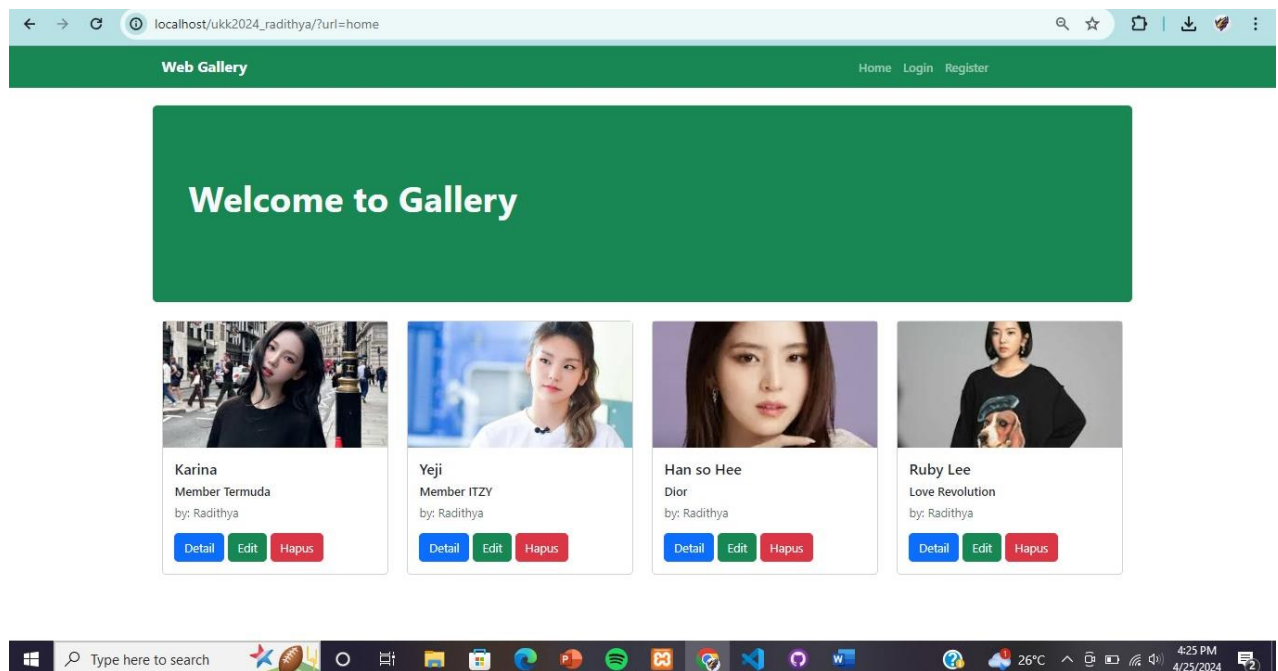 localhost/ukk2024_radithya/?url=home
Web Gallery
Home Login Register
Welcome to Gallery
Karina
Member Termuda
by: Radithya
Detail Edit Hapus
Yeji
Member ITZY
by: Radithya
Detail Edit Hapus
Han so Hee
Dior
by: Radithya
Detail Edit Hapus
Ruby Lee
Love Revolution
by: Radithya
Detail Edit Hapus
Type here to search
26°C
4:25 PM
4/25/2024
2